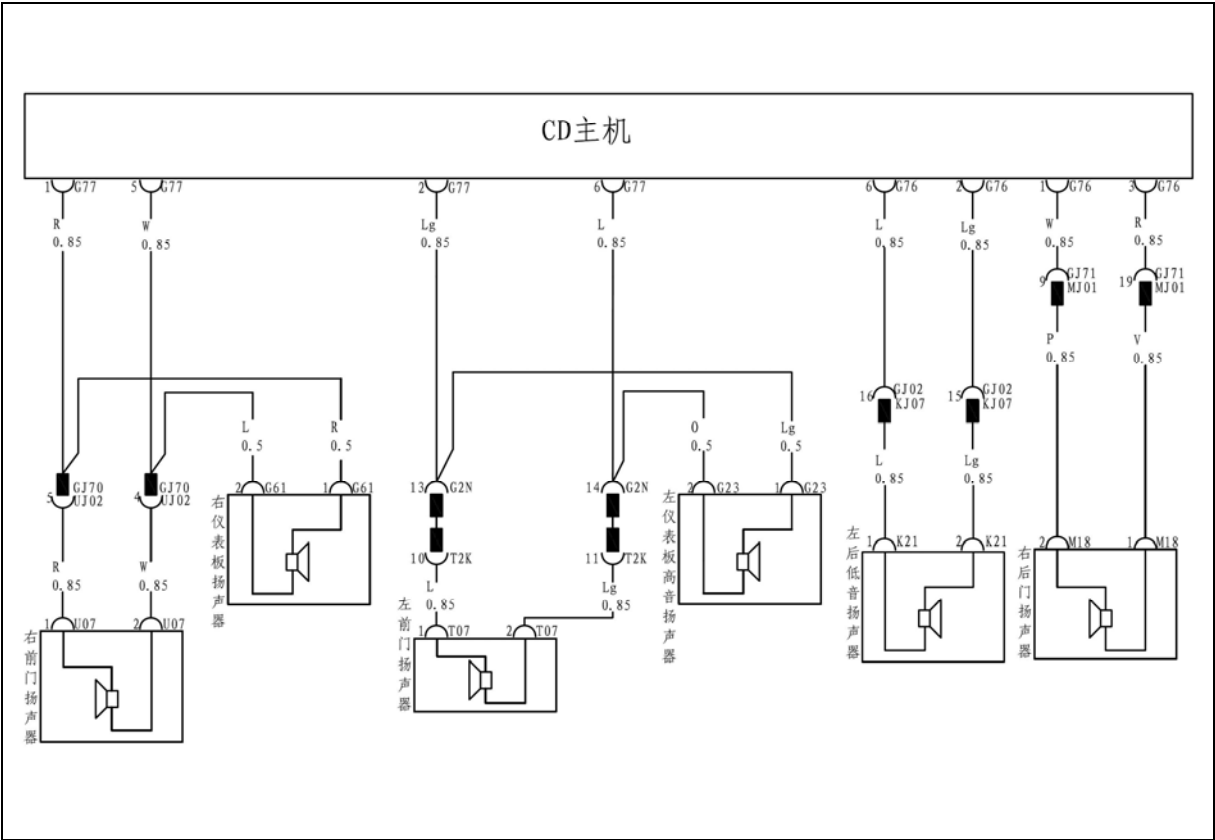 CD主机
1 G77
5 G77
2 G77
6 G77
6 G76
2 G76
1 G76
3 G76
R
0.85
W
0.85
Lg
0.85
L
0.85
L
0.85
Lg
0.85
W
0.85
R
0.85
9 GJ71
MJ01
19 GJ71
MJ01
P
0.85
V
0.85
16 GJ02
KJ07
15 GJ02
KJ07
L
0.5
R
0.5
O
0.5
Lg
0.5
L
0.85
Lg
0.85
5 GJ70
UJ02
4 GJ70
UJ02
2 G61
1 G61
13 G2N
14 G2N
2 G23
1 G23
右仪表板扬声器
左仪表板高音扬声器
1 K21
2 K21
2 M18
1 M18
左后低音扬声器
右后门扬声器
10 T2K
11 T2K
R
0.85
W
0.85
L
0.85
Lg
0.85
1 U07
2 U07
1 T07
2 T07
右前门扬声器
左前门扬声器